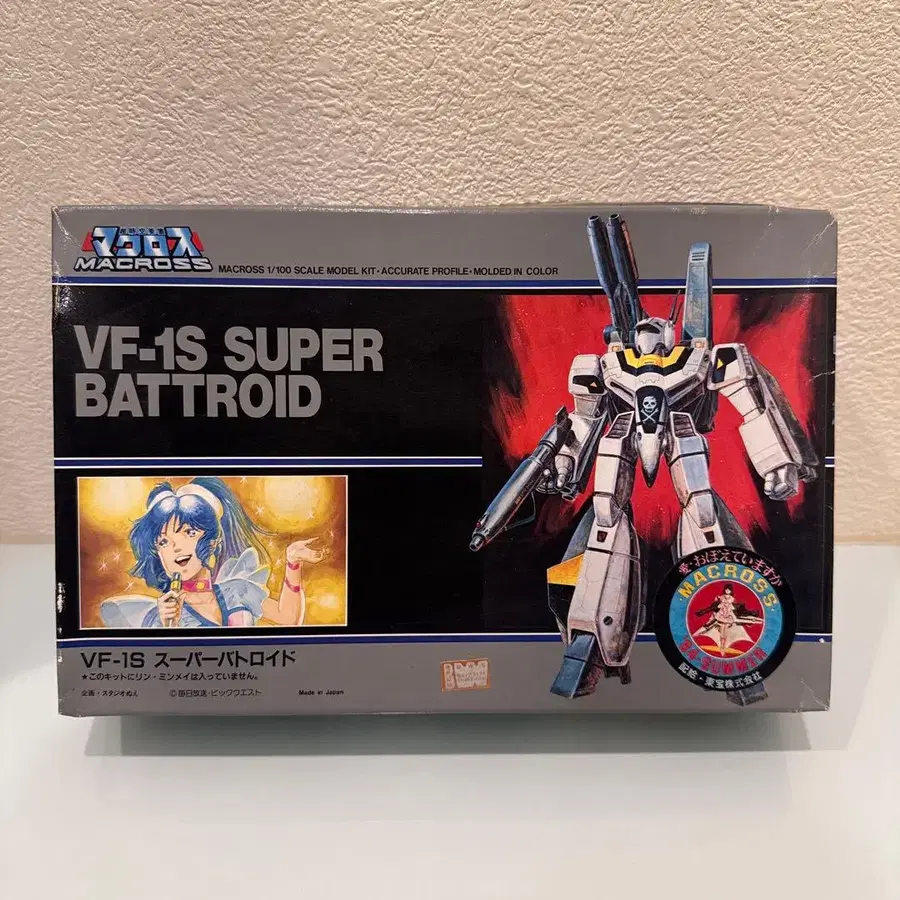 超時空要塞
マクロス
MACROSS
MACROSS 1/100 SCALE MODEL KIT・ACCURATE PROFILE・MOLDED IN COLOR
VF-1S SUPER
BATTROID
愛・おぼえていますか
MACROSS
'84 SUMMER
配給・東宝株式会社
VF-1S スーパーバトロイド
★このキットにリン・ミンメイは入っていません。
企画・スタジオぬえ
©毎日放送・ビックウエスト
Made in Japan